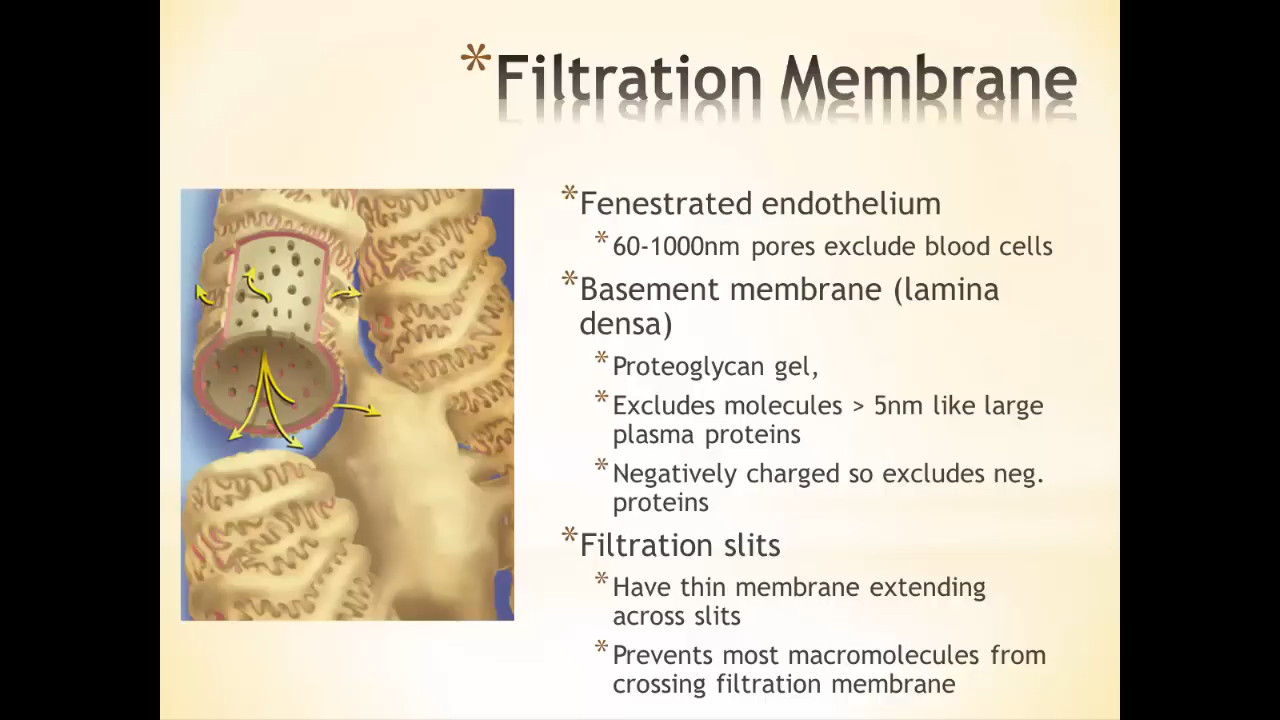 *Filtration Membrane
*Fenestrated endothelium
*60-1000nm pores exclude blood cells
*Basement membrane (lamina
densa)
*Proteoglycan gel,
*Excludes molecules > 5nm like large
plasma proteins
*Negatively charged so excludes neg.
proteins
*Filtration slits
*Have thin membrane extending
across slits
*Prevents most macromolecules from
crossing filtration membrane